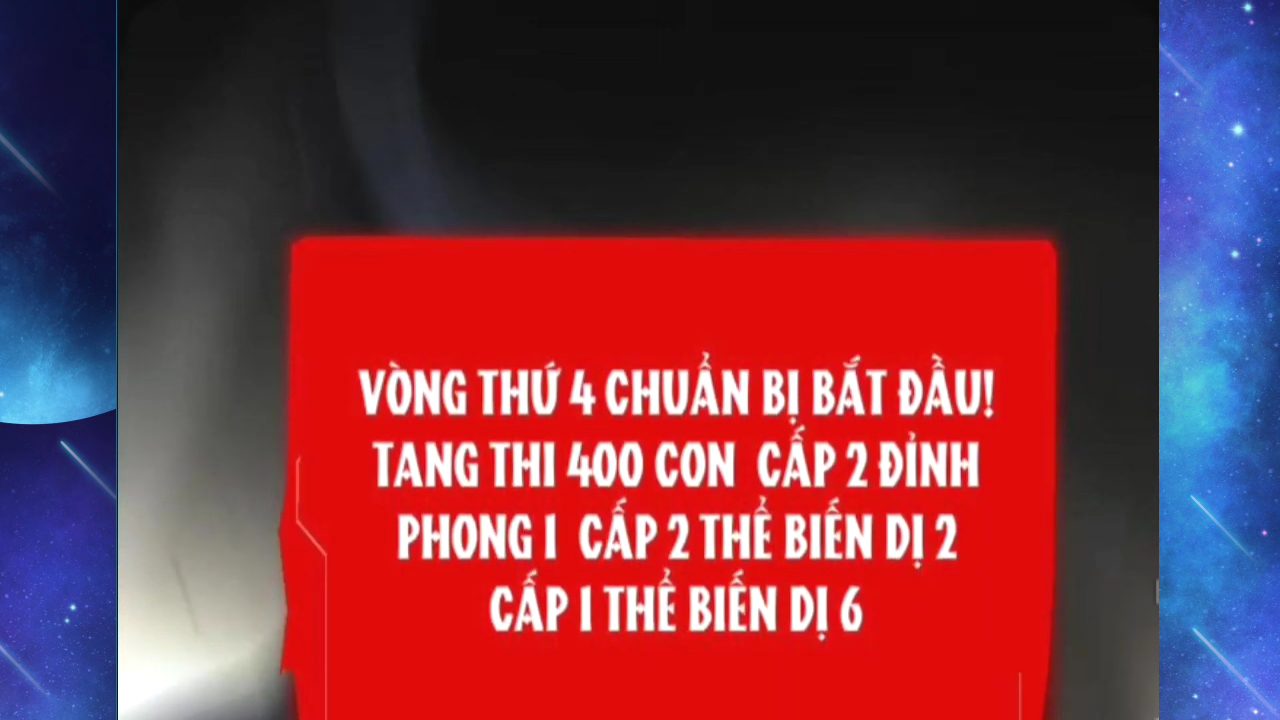 VÒNG THỨ 4 CHUẨN BỊ BẮT ĐẦU!
TANG THI 400 CON CẤP 2 ĐỈNH
PHONG 1 CẤP 2 THỂ BIẾN DỊ 2
CẤP 1 THỂ BIẾN DỊ 6